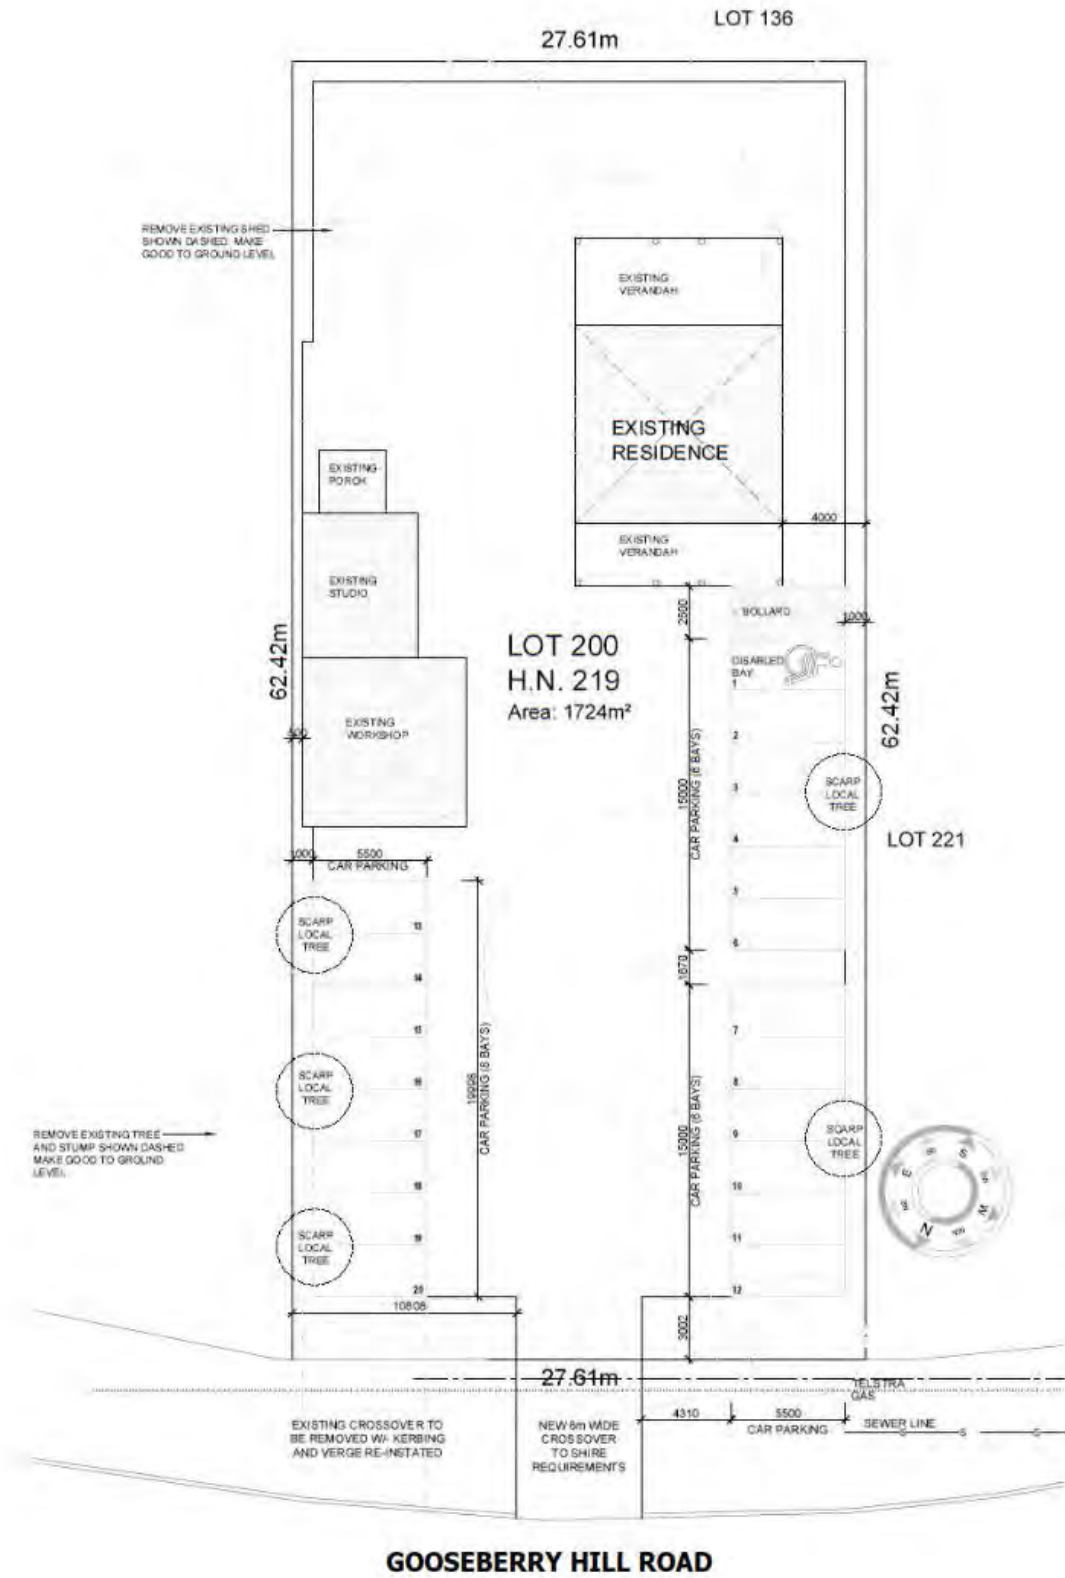 LOT 136
27.61m
REMOVE EXISTING SHED
SHOWN DASHED. MAKE
GOOD TO GROUND LEVEL
EXISTING
VERANDAH
EXISTING
RESIDENCE
EXISTING
PORCH
4000
EXISTING
VERANDAH
EXISTING
STUDIO
2500
BOLLARD
1000
LOT 200
H.N. 219
Area: 1724m²
62.42m
DISABLED
BAY
1
62.42m
EXISTING
WORKSHOP
2
15000
CAR PARKING (6 BAYS)
3
SCARP
LOCAL
TREE
4
LOT 221
1000
5500
CAR PARKING
5
SCARP
LOCAL
TREE
13
6
1670
14
15
7
19998
CAR PARKING (8 BAYS)
SCARP
LOCAL
TREE
16
8
15000
CAR PARKING (6 BAYS)
REMOVE EXISTING TREE
AND STUMP SHOWN DASHED
MAKE GOOD TO GROUND
LEVEL
17
9
SCARP
LOCAL
TREE
18
10
S
E
W
N
SCARP
LOCAL
TREE
19
11
20
12
10808
3002
27.61m
TELSTRA
GAS
4310
5500
CAR PARKING
SEWER LINE
S
S
S
EXISTING CROSSOVER TO
BE REMOVED W/- KERBING
AND VERGE RE-INSTATED
NEW 6m WIDE
CROSSOVER
TO SHIRE
REQUIREMENTS
GOOSEBERRY HILL ROAD